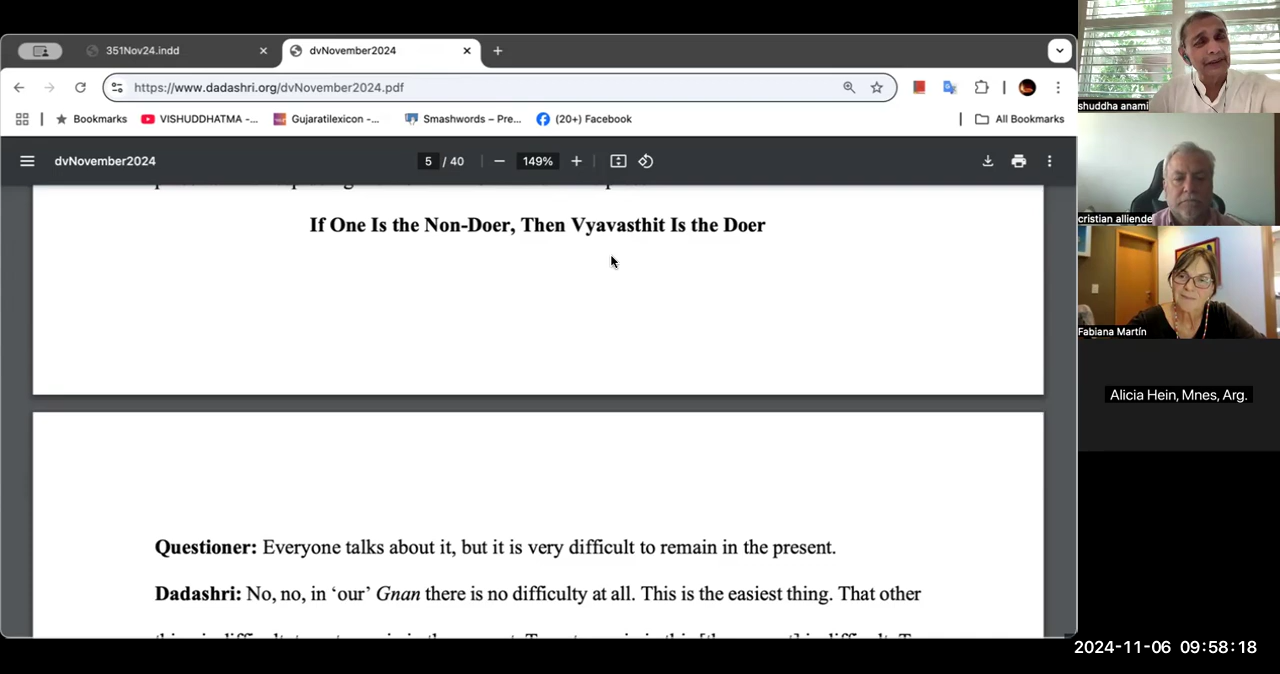 351Nov24.indd
dvNovember2024
https://www.dadashri.org/dvNovember2024.pdf
Bookmarks
VISHUDDHATMA -...
Gujaratilexicon -...
Smashwords – Pre...
(20+) Facebook
All Bookmarks
dvNovember2024
5 / 40
149%
If One Is the Non-Doer, Then Vyavasthit Is the Doer
Questioner: Everyone talks about it, but it is very difficult to remain in the present.
Dadashri: No, no, in ‘our’ Gnan there is no difficulty at all. This is the easiest thing. That other
shuddha anami
cristian alliende
Fabiana Martín
Alicia Hein, Mnes, Arg.
2024-11-06 09:58:18